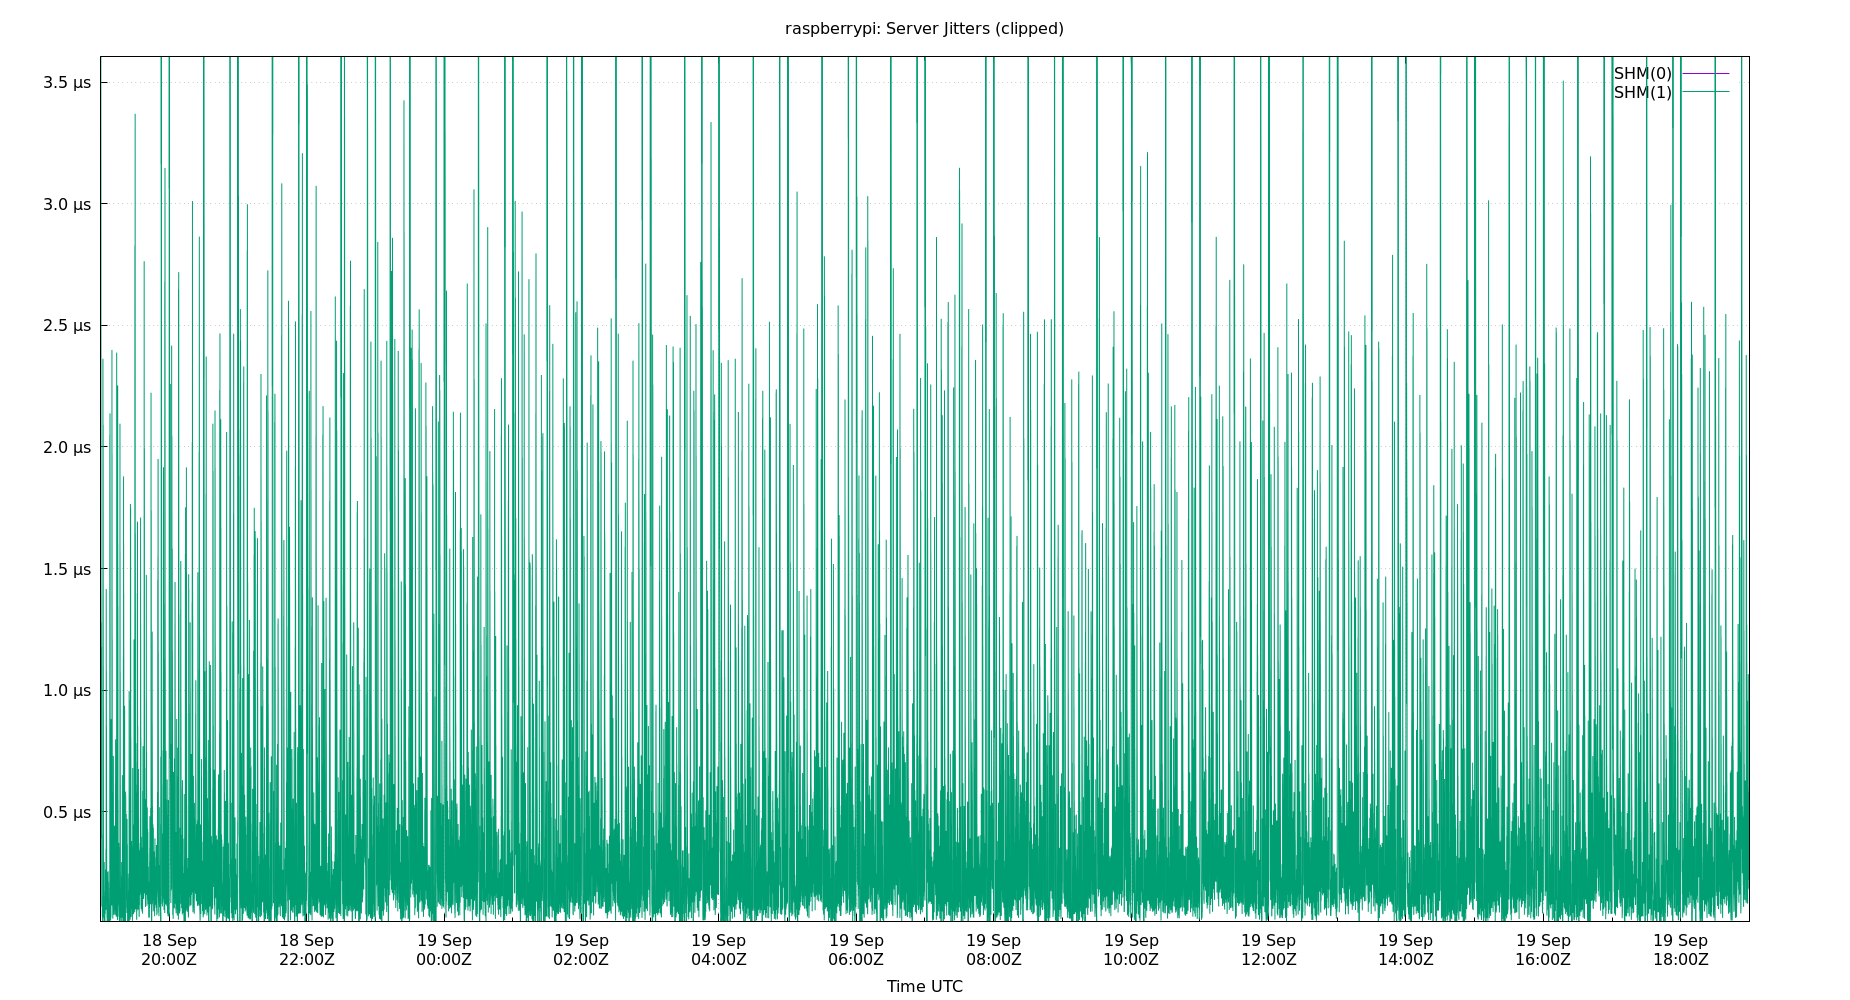 raspberrypi: Server Jitters (clipped)
3.5 µs
3.0 µs
2.5 µs
2.0 µs
1.5 µs
1.0 µs
0.5 µs
SHM(0)
SHM(1)
18 Sep 18 Sep 19 Sep 19 Sep 19 Sep 19 Sep 19 Sep 19 Sep 19 Sep 19 Sep 19 Sep 19 Sep
20:00Z 22:00Z 00:00Z 02:00Z 04:00Z 06:00Z 08:00Z 10:00Z 12:00Z 14:00Z 16:00Z 18:00Z
Time UTC